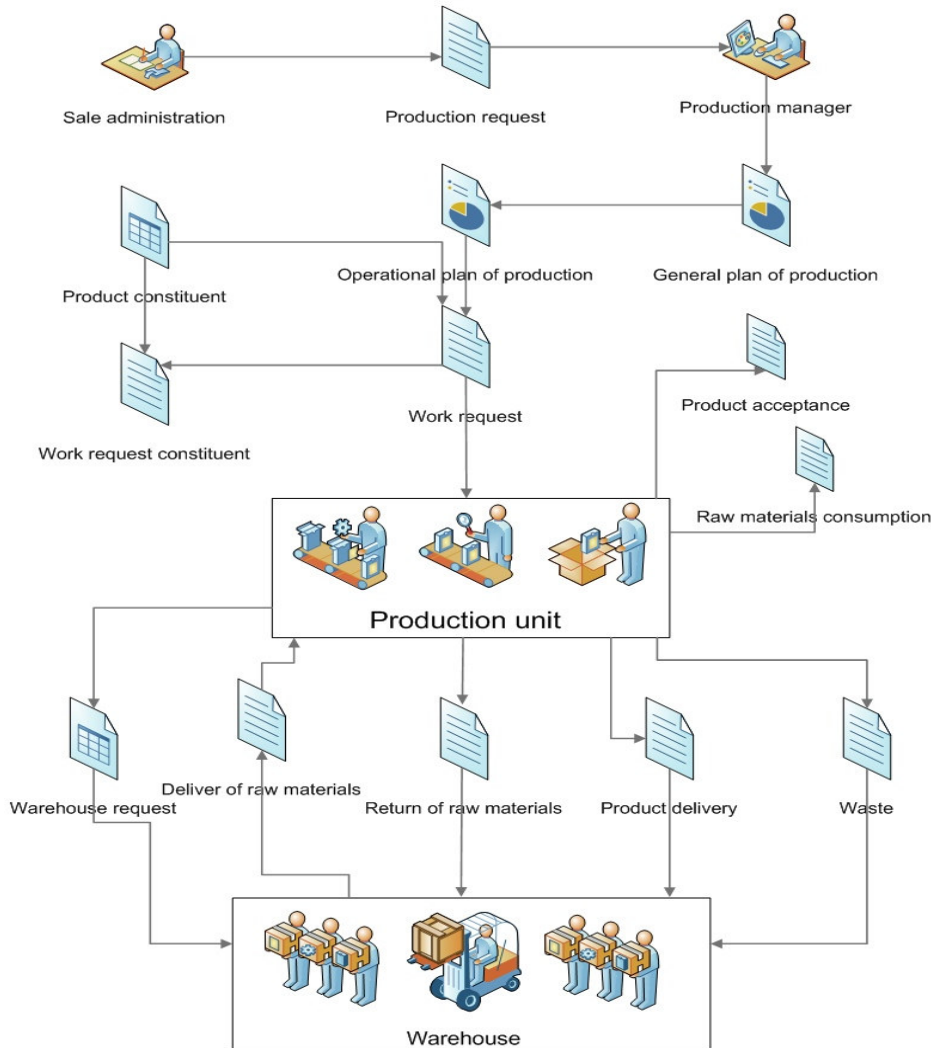 Sale administration
Production request
Production manager
Product constituent
Operational plan of production
General plan of production
Work request constituent
Work request
Product acceptance
Raw materials consumption
Production unit
Warehouse request
Deliver of raw materials
Return of raw materials
Product delivery
Waste
Warehouse